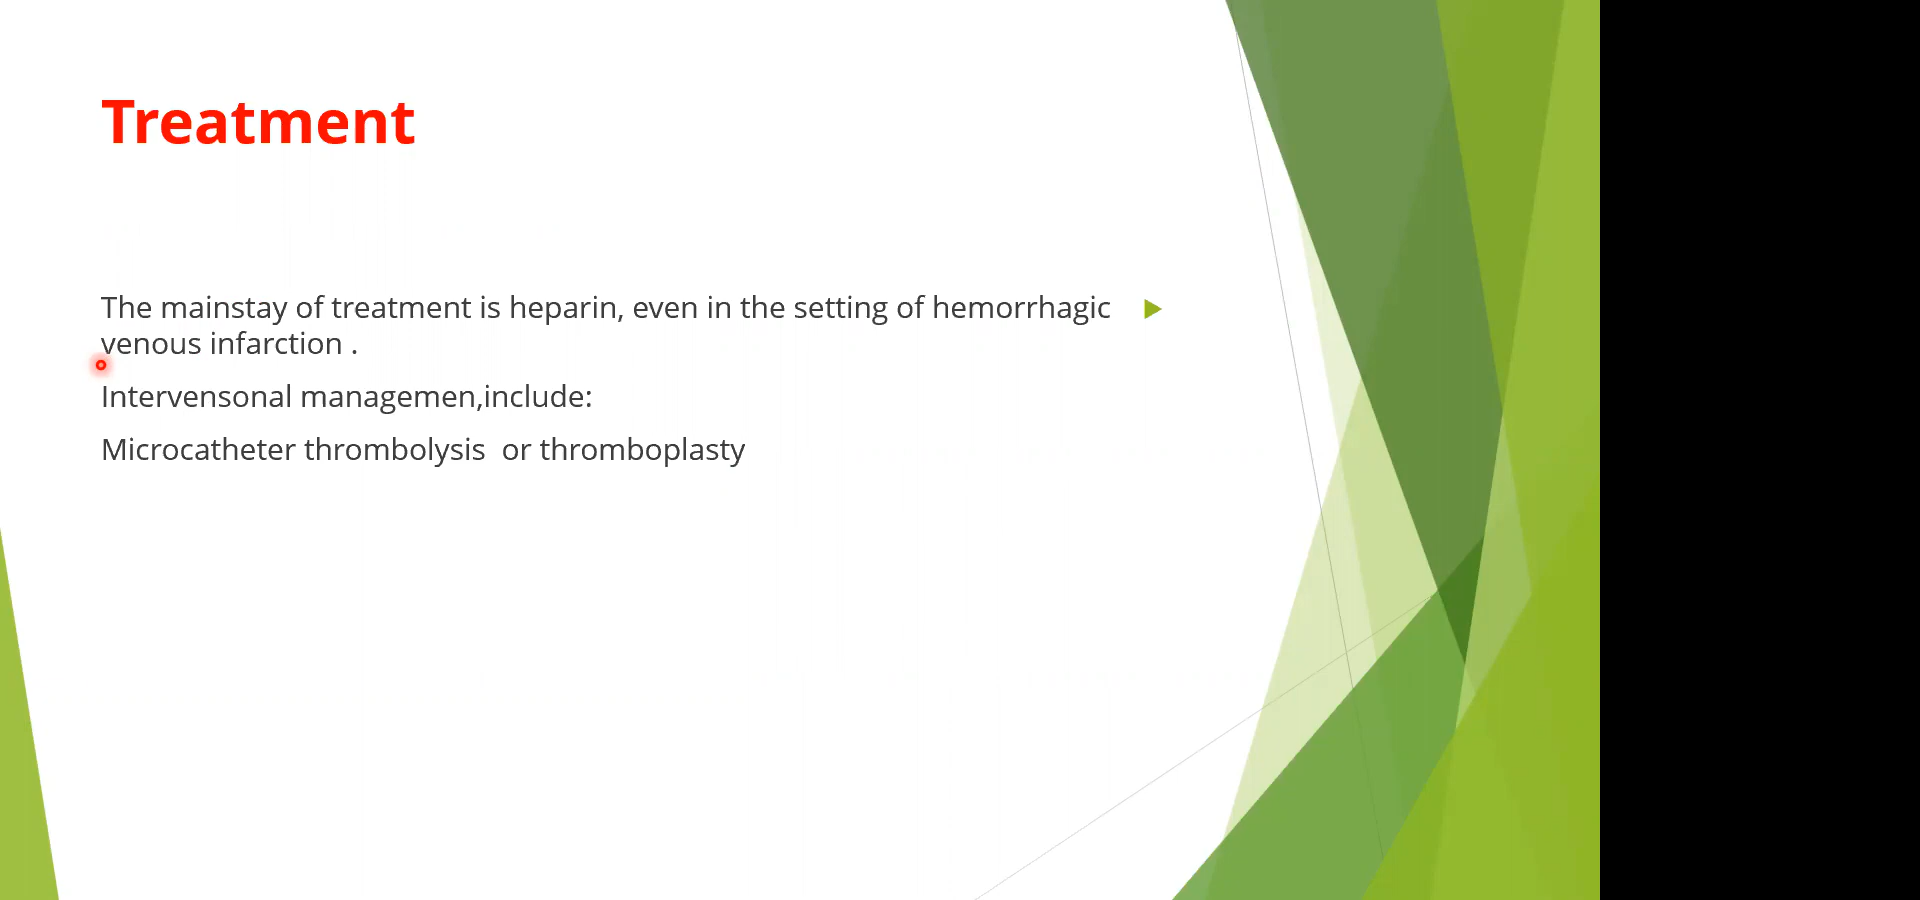 Treatment
The mainstay of treatment is heparin, even in the setting of hemorrhagic
venous infarction .
Intervensonal managemen,include:
Microcatheter thrombolysis  or thromboplasty